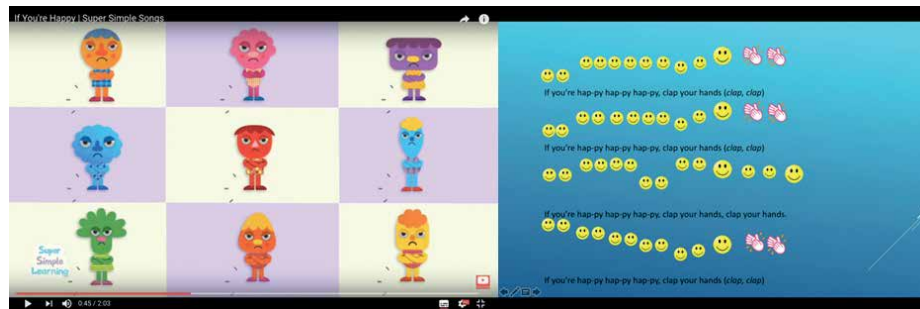 If You're Happy | Super Simple Songs
Super
Simple
Learning
0:45 / 2:03
If you're hap-py hap-py hap-py, clap your hands (clap, clap)
If you're hap-py hap-py hap-py, clap your hands (clap, clap)
If you're hap-py hap-py hap-py, clap your hands, clap your hands.
If you're hap-py hap-py hap-py, clap your hands (clap, clap)